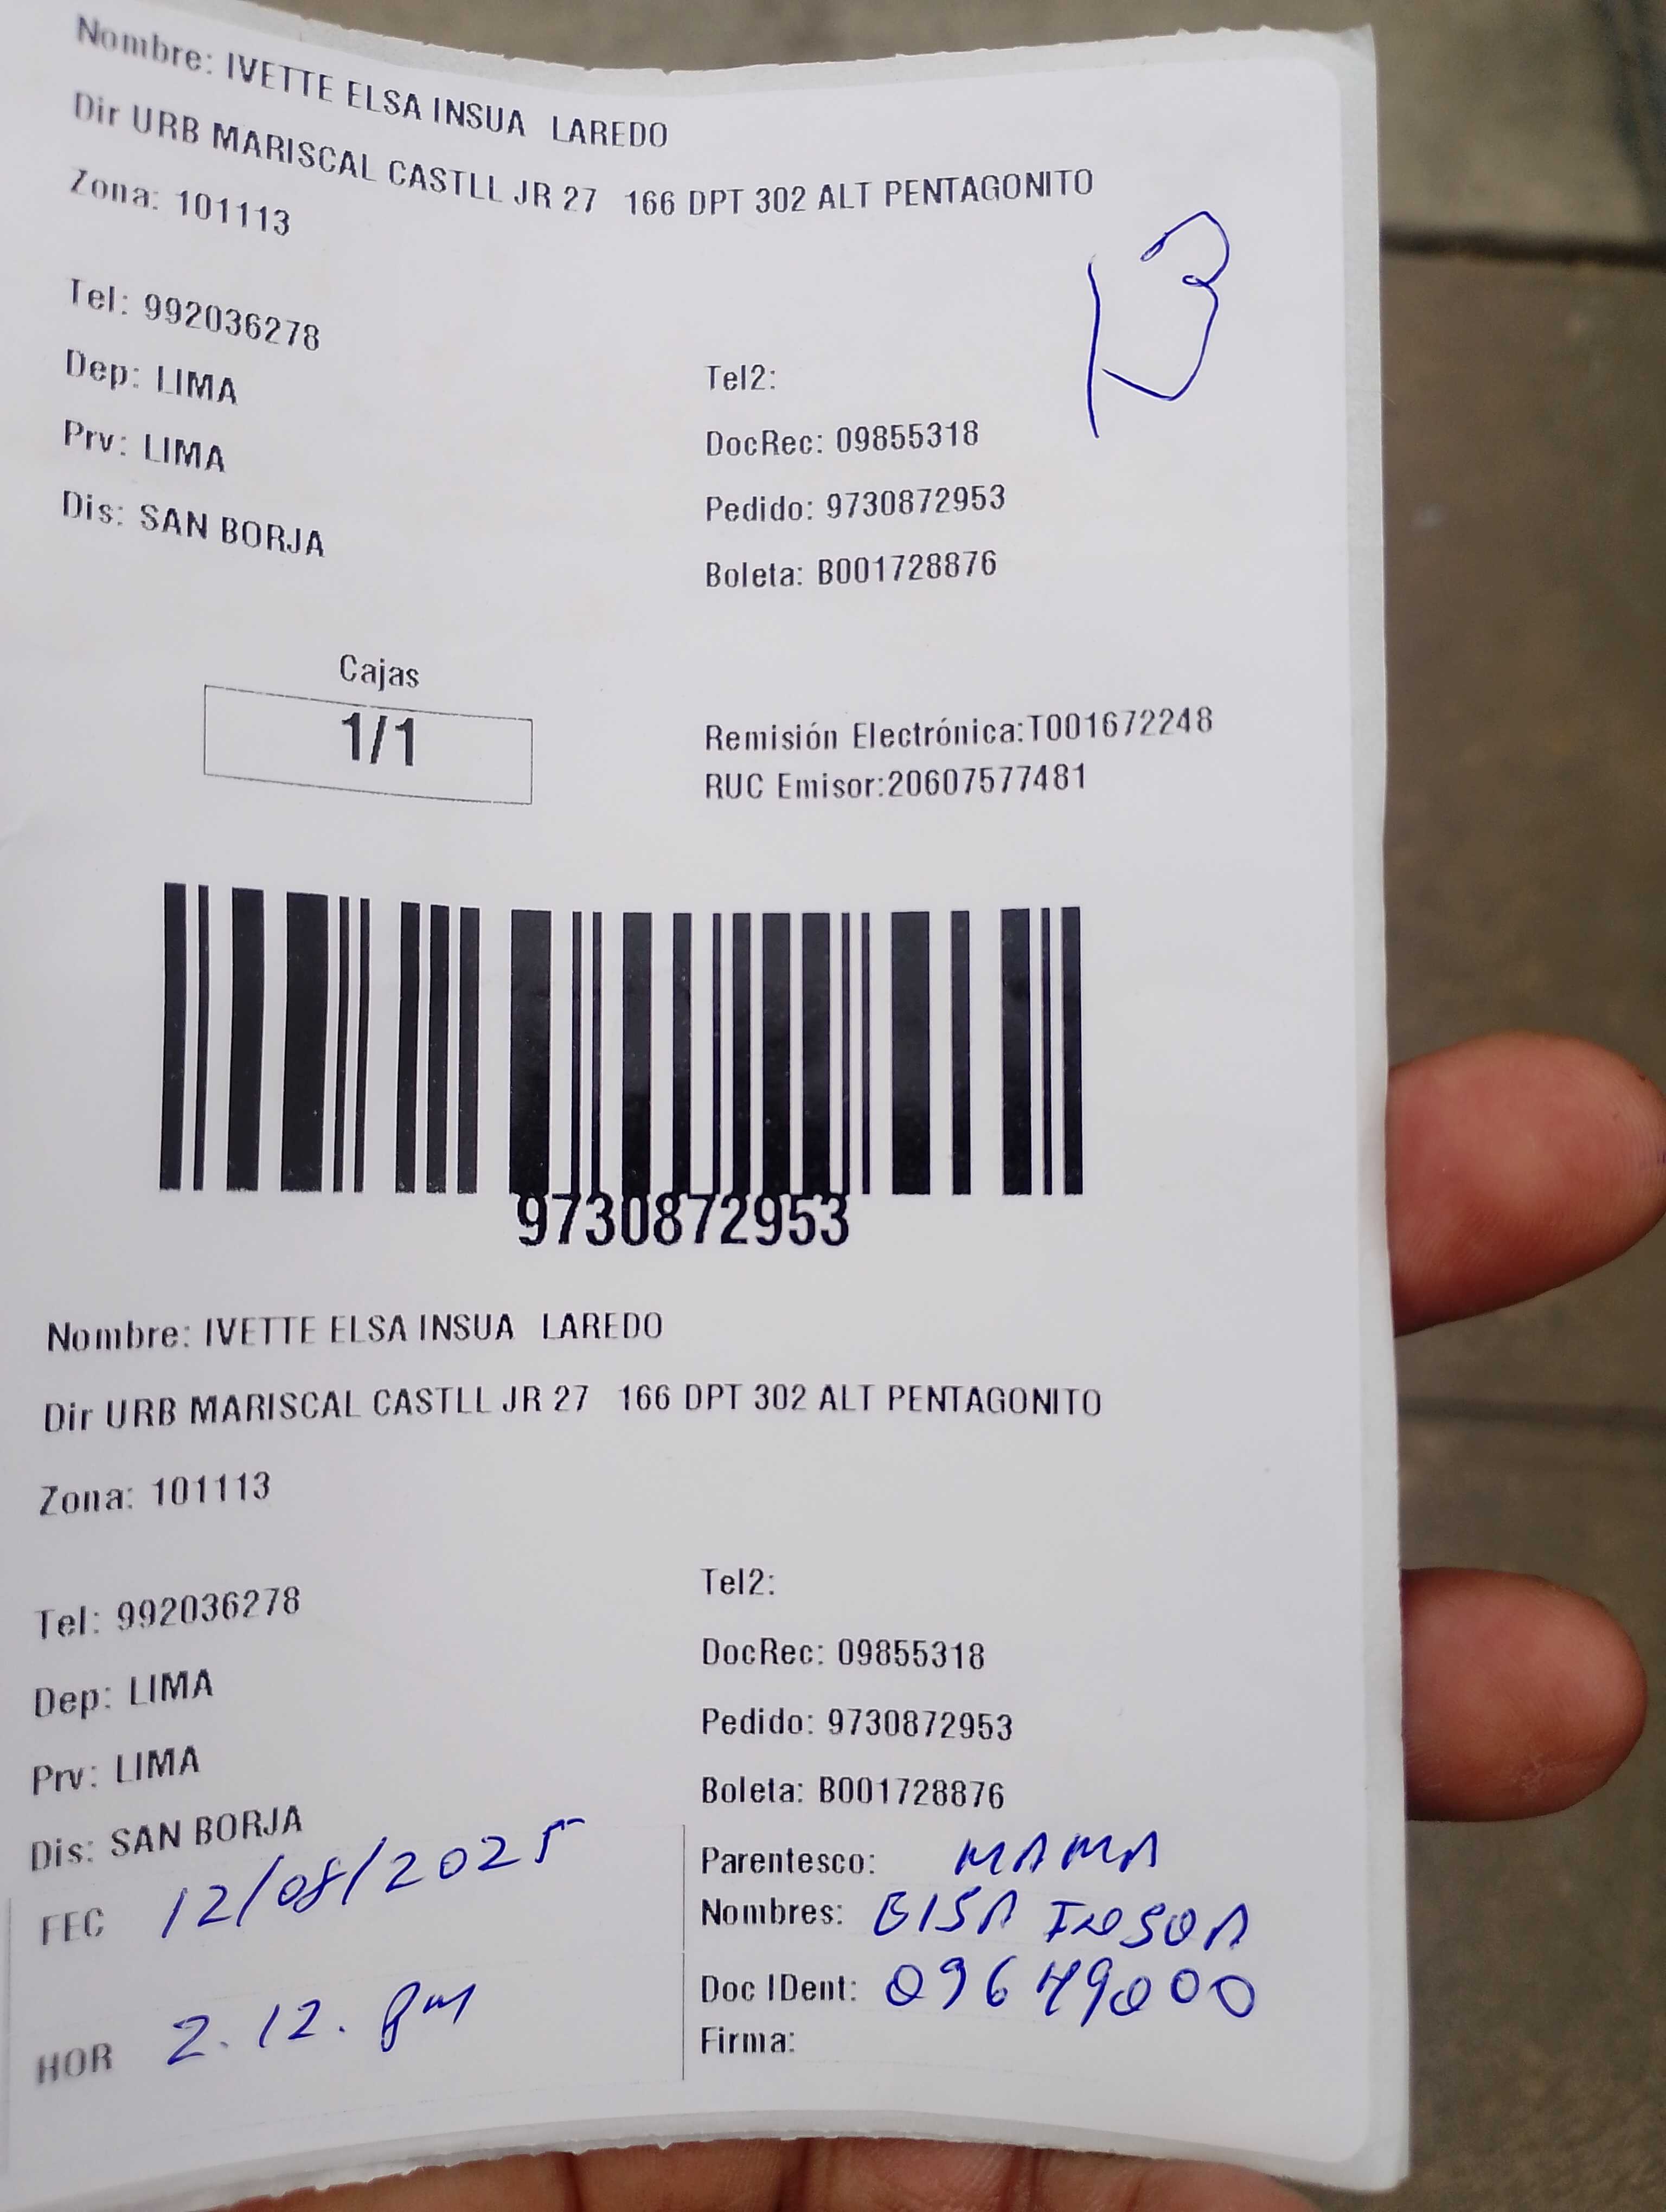 Nombre: IVETTE ELSA INSUA LAREDO
Dir URB MARISCAL CASTLL JR 27 166 DPT 302 ALT PENTAGONITO
Zona: 101113
13
Tel: 992036278
Dep: LIMA
Prv: LIMA
Dis: SAN BORJA
Tel2:
DocRec: 09855318
Pedido: 9730872953
Boleta: B001728876
Cajas
1/1
Remisión Electrónica:T001672248
RUC Emisor:20607577481
9730872953
Nombre: IVETTE ELSA INSUA LAREDO
Dir URB MARISCAL CASTLL JR 27 166 DPT 302 ALT PENTAGONITO
Zona: 101113
Tel: 992036278
Dep: LIMA
Prv: LIMA
Dis: SAN BORJA
Tel2:
DocRec: 09855318
Pedido: 9730872953
Boleta: B001728876
FEC 12/08/2025
HOR 2.12. pm
Parentesco: MAMA
Nombres: ElSA INSUA
Doc IDent:
Firma: